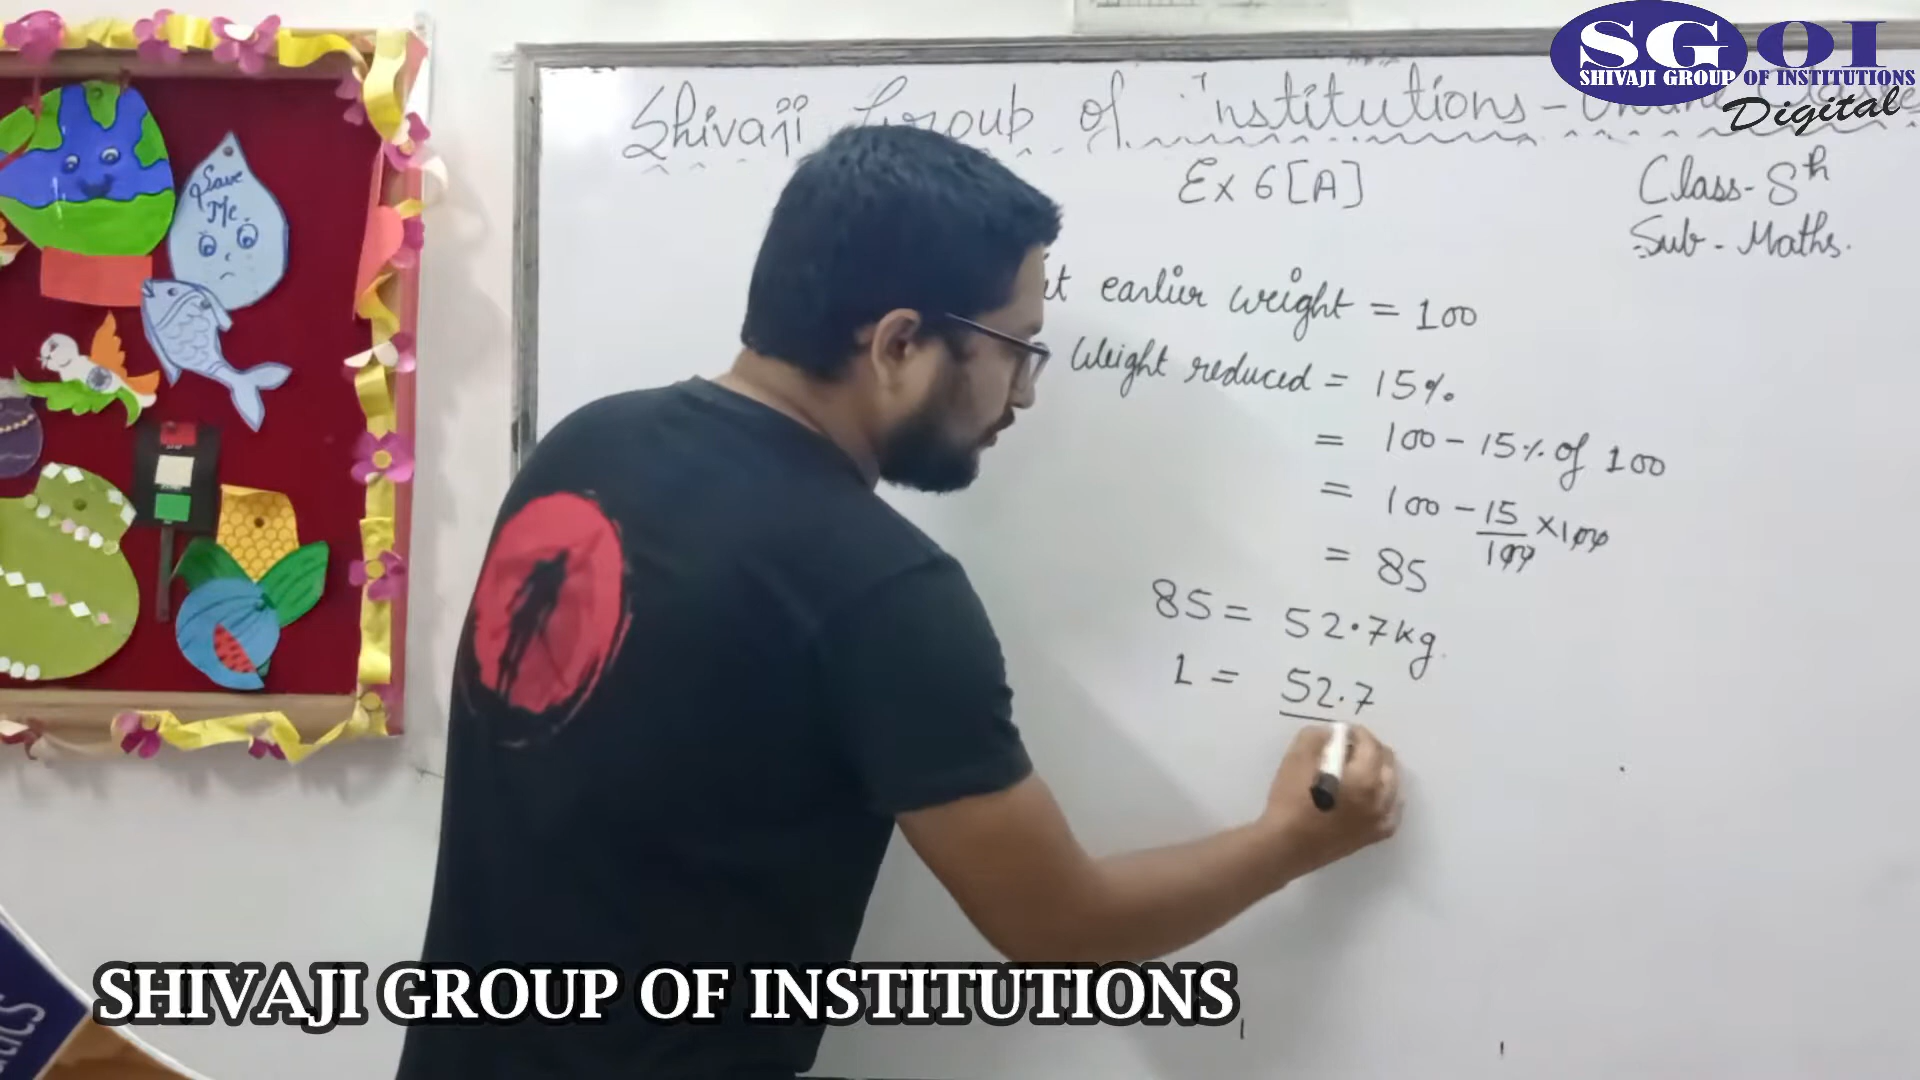 SGOI
SHIVAJI GROUP OF INSTITUTIONS
Digital
Shivaji Group of Institutions -
Ex 6[A]
Class - 8th
Sub - Maths.
Save
Me
earlier weight = 100
Weight reduced = 15%
= 100 - 15% of 100
= 100 - 15/100 × 100
= 85
85 = 52.7kg
1 = 52.7
SHIVAJI GROUP OF INSTITUTIONS